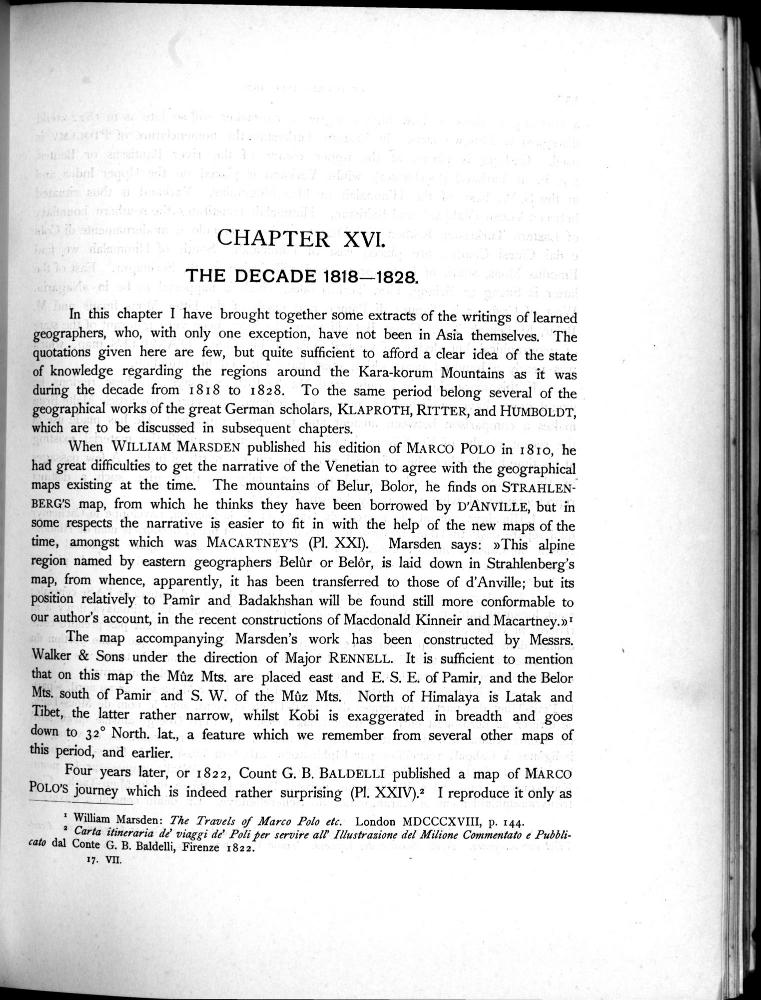 CHAPTER XVI.
THE DECADE 1818—1828.
In this chapter I have brought together some extracts of the writings of learned
geographers, who, with only one exception, have not been in Asia themselves. The
quotations given here are few, but quite sufficient to afford a clear idea of the state
of knowledge regarding the regions around the Kara-korum Mountains as it was
during the decade from 1818 to 1828. To the same period belong several of the
geographical works of the great German scholars, KLAPROTH, RITTER, and HUMBOLDT,
which are to be discussed in subsequent chapters.
When WILLIAM MARSDEN published his edition of MARCO POLO in 1810, he
had great difficulties to get the narrative of the Venetian to agree with the geographical
maps existing at the time. The mountains of Belur, Bolor, he finds on STRAHLEN-
BERG'S map, from which he thinks they have been borrowed by D'ANVILLE, but in
some respects the narrative is easier to fit in with the help of the new maps of the
time, amongst which was MACARTNEY'S (Pl. XXI). Marsden says: »This alpine
region named by eastern geographers Belûr or Belôr, is laid down in Strahlenberg's
map, from whence, apparently, it has been transferred to those of d'Anville; but its
position relatively to Pamîr and Badakhshan will be found still more conformable to
our author's account, in the recent constructions of Macdonald Kinneir and Macartney.»¹
The map accompanying Marsden's work has been constructed by Messrs.
Walker & Sons under the direction of Major RENNELL. It is sufficient to mention
that on this map the Mûz Mts. are placed east and E. S. E. of Pamir, and the Belor
Mts. south of Pamir and S. W. of the Mûz Mts. North of Himalaya is Latak and
Tibet, the latter rather narrow, whilst Kobi is exaggerated in breadth and goes
down to 32° North. lat., a feature which we remember from several other maps of
this period, and earlier.
Four years later, or 1822, Count G. B. BALDELLI published a map of MARCO
POLO'S journey which is indeed rather surprising (Pl. XXIV).² I reproduce it only as
¹ William Marsden: The Travels of Marco Polo etc. London MDCCCXVIII, p. 144.
² Carta itineraria de' viaggi de' Poli per servire all' Illustrazione del Milione Commentato e Pubbli-
cato dal Conte G. B. Baldelli, Firenze 1822.
17. VII.